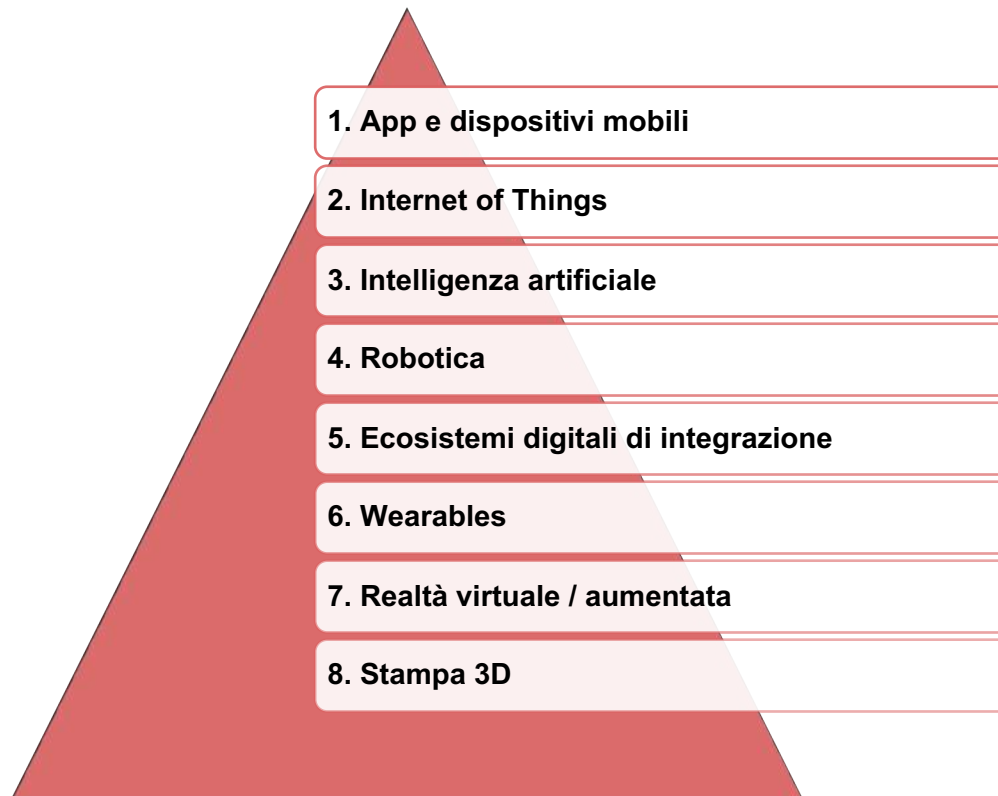 1. App e dispositivi mobili
2. Internet of Things
3. Intelligenza artificiale
4. Robotica
5. Ecosistemi digitali di integrazione
6. Wearables
7. Realtà virtuale / aumentata
8. Stampa 3D